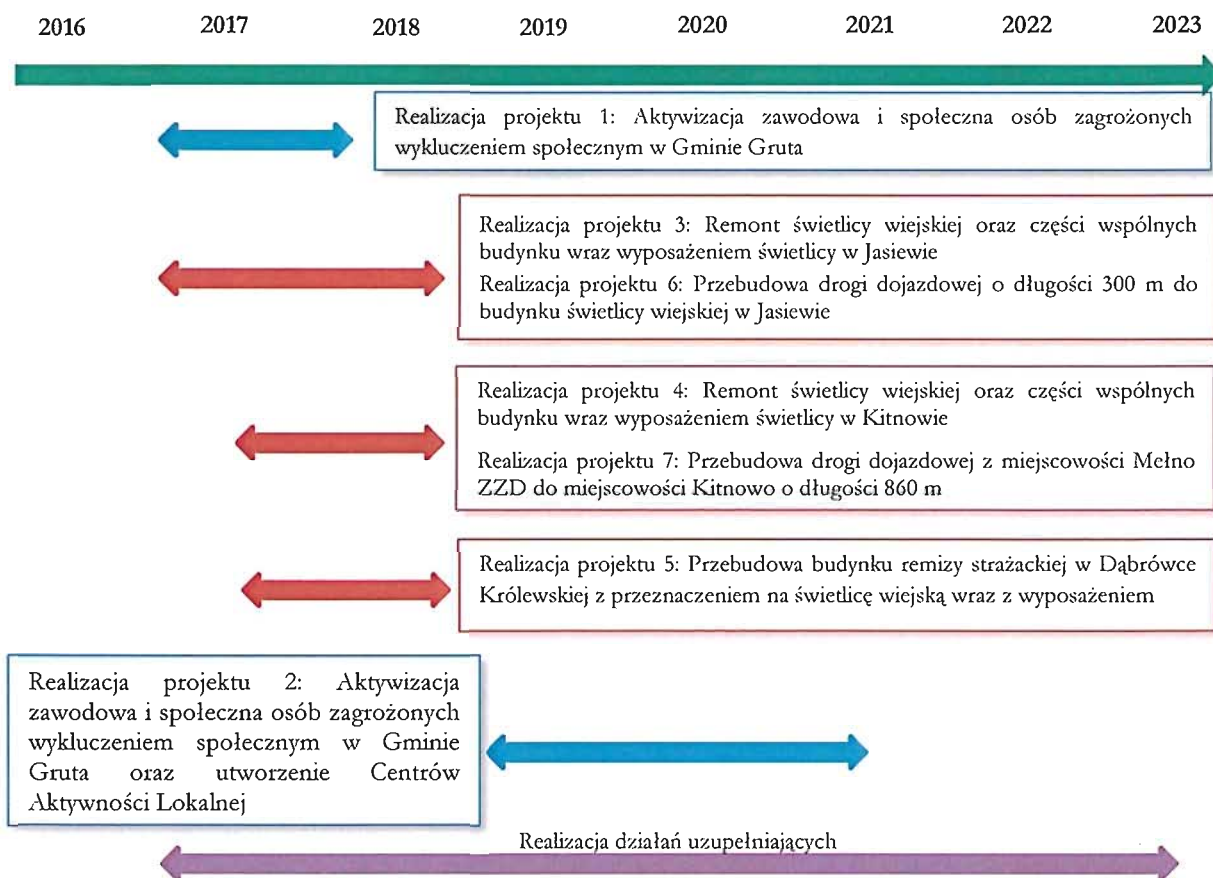 2016 2017 2018 2019 2020 2021 2022 2023
Realizacja projektu 1: Aktywizacja zawodowa i społeczna osób zagrożonych
wykluczeniem społecznym w Gminie Gruta
Realizacja projektu 3: Remont świetlicy wiejskiej oraz części wspólnych
budynku wraz wyposażeniem świetlicy w Jasiewie
Realizacja projektu 6: Przebudowa drogi dojazdowej o długości 300 m do
budynku świetlicy wiejskiej w Jasiewie
Realizacja projektu 4: Remont świetlicy wiejskiej oraz części wspólnych
budynku wraz wyposażeniem świetlicy w Kitnowie
Realizacja projektu 7: Przebudowa drogi dojazdowej z miejscowości Mełno
ZZD do miejscowości Kitnowo o długości 860 m
Realizacja projektu 5: Przebudowa budynku remizy strażackiej w Dąbrówce
Królewskiej z przeznaczeniem na świetlicę wiejską wraz z wyposażeniem
Realizacja projektu 2: Aktywizacja
zawodowa i społeczna osób zagrożonych
wykluczeniem społecznym w Gminie
Gruta oraz utworzenie Centrów
Aktywności Lokalnej
Realizacja działań uzupełniających